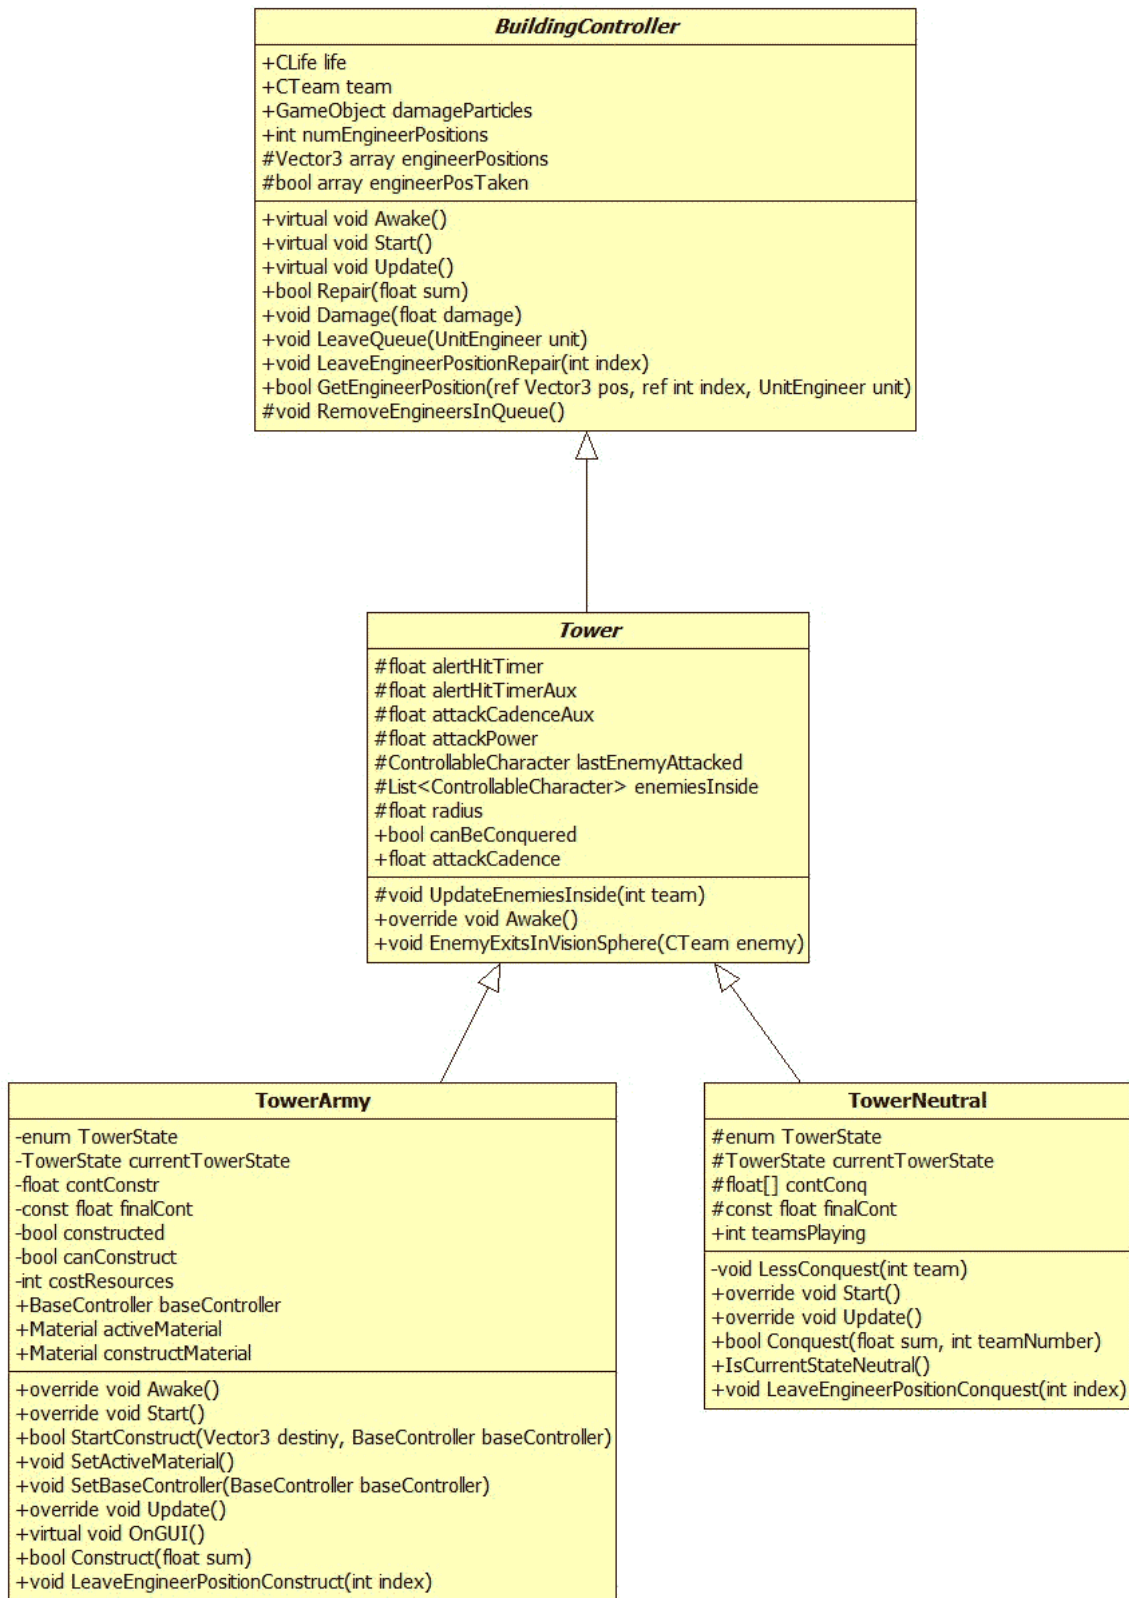 BuildingController
+CLife life
+CTeam team
+GameObject damageParticles
+int numEngineerPositions
#Vector3 array engineerPositions
#bool array engineerPosTaken
+virtual void Awake()
+virtual void Start()
+virtual void Update()
+bool Repair(float sum)
+void Damage(float damage)
+void LeaveQueue(UnitEngineer unit)
+void LeaveEngineerPositionRepair(int index)
+bool GetEngineerPosition(ref Vector3 pos, ref int index, UnitEngineer unit)
#void RemoveEngineersInQueue()
Tower
#float alertHitTimer
#float alertHitTimerAux
#float attackCadenceAux
#float attackPower
#ControllableCharacter lastEnemyAttacked
#List<ControllableCharacter> enemiesInside
#float radius
+bool canBeConquered
+float attackCadence
#void UpdateEnemiesInside(int team)
+override void Awake()
+void EnemyExitsInVisionSphere(CTeam enemy)
TowerArmy
-enum TowerState
-TowerState currentTowerState
-float contConstr
-const float finalCont
-bool constructed
-bool canConstruct
-int costResources
+BaseController baseController
+Material activeMaterial
+Material constructMaterial
+override void Awake()
+override void Start()
+bool StartConstruct(Vector3 destiny, BaseController baseController)
+void SetActiveMaterial()
+void SetBaseController(BaseController baseController)
+override void Update()
+virtual void OnGUI()
+bool Construct(float sum)
+void LeaveEngineerPositionConstruct(int index)
TowerNeutral
#enum TowerState
#TowerState currentTowerState
#float[] contConq
#const float finalCont
+int teamsPlaying
-void LessConquest(int team)
+override void Start()
+override void Update()
+bool Conquest(float sum, int teamNumber)
+IsCurrentStateNeutral()
+void LeaveEngineerPositionConquest(int index)